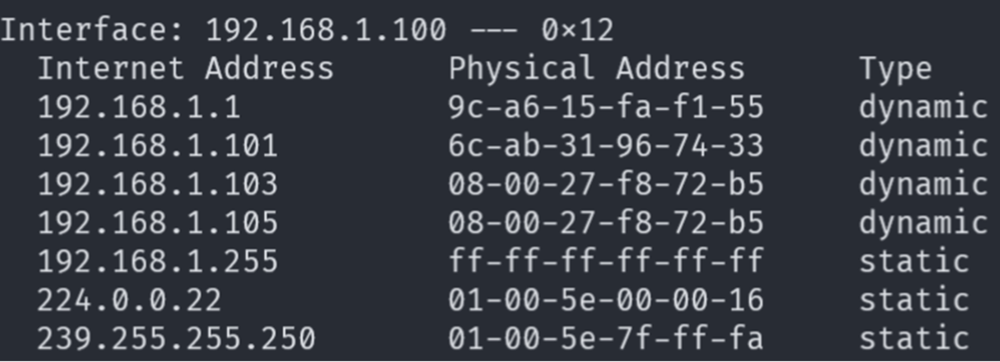 Interface: 192.168.1.100 --- 0×12
Internet Address Physical Address Type
192.168.1.1 9c-a6-15-fa-f1-55 dynamic
192.168.1.101 6c-ab-31-96-74-33 dynamic
192.168.1.103 08-00-27-f8-72-b5 dynamic
192.168.1.105 08-00-27-f8-72-b5 dynamic
192.168.1.255 ff-ff-ff-ff-ff-ff static
224.0.0.22 01-00-5e-00-00-16 static
239.255.255.250 01-00-5e-7f-ff-fa static